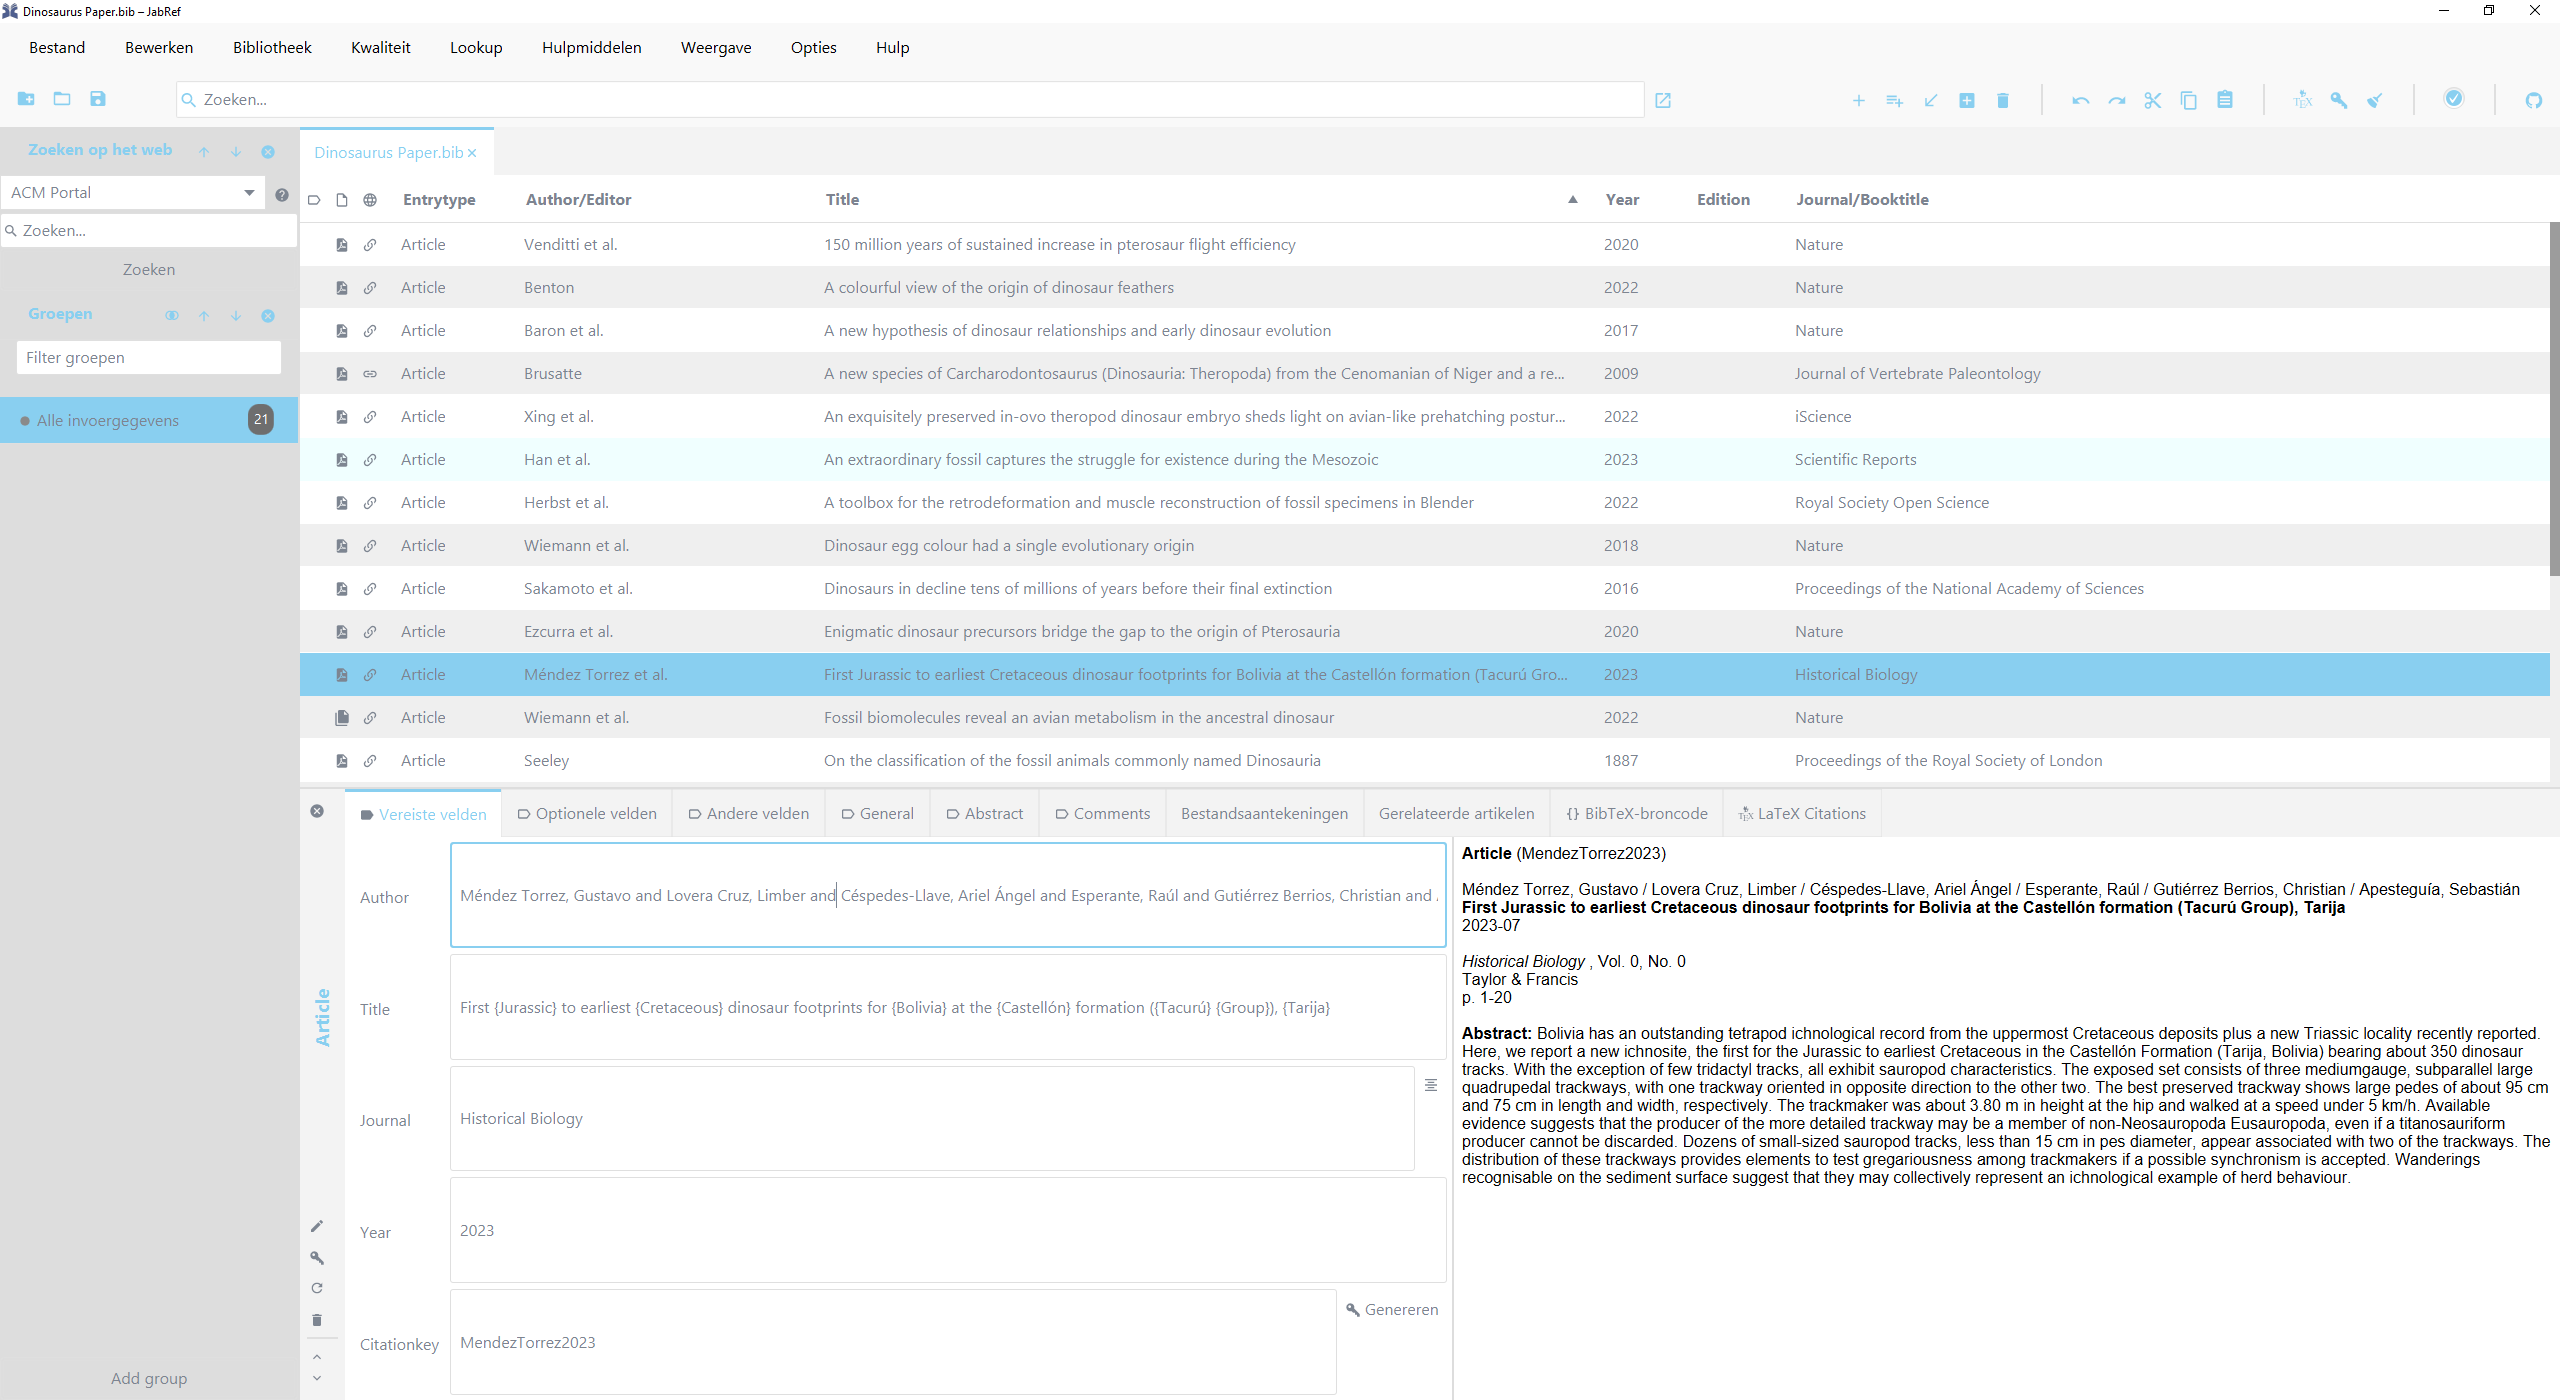 Dinosaurus Paper.bib – JabRef
Bestand Bewerken Bibliotheek Kwaliteit Lookup Hulpmiddelen Weergave Opties Hulp
Zoeken...
Zoeken op het web
ACM Portal
Zoeken...
Zoeken
Groepen
Filter groepen
Alle invoergegevens 21
Add group
Dinosaurus Paper.bib
Entrytype Author/Editor Title Year Edition Journal/Booktitle
Article Venditti et al. 150 million years of sustained increase in pterosaur flight efficiency 2020 Nature
Article Benton A colourful view of the origin of dinosaur feathers 2022 Nature
Article Baron et al. A new hypothesis of dinosaur relationships and early dinosaur evolution 2017 Nature
Article Brusatte A new species of Carcharodontosaurus (Dinosauria: Theropoda) from the Cenomanian of Niger and a re... 2009 Journal of Vertebrate Paleontology
Article Xing et al. An exquisitely preserved in-ovo theropod dinosaur embryo sheds light on avian-like prehatching postur... 2022 iScience
Article Han et al. An extraordinary fossil captures the struggle for existence during the Mesozoic 2023 Scientific Reports
Article Herbst et al. A toolbox for the retrodeformation and muscle reconstruction of fossil specimens in Blender 2022 Royal Society Open Science
Article Wiemann et al. Dinosaur egg colour had a single evolutionary origin 2018 Nature
Article Sakamoto et al. Dinosaurs in decline tens of millions of years before their final extinction 2016 Proceedings of the National Academy of Sciences
Article Ezcurra et al. Enigmatic dinosaur precursors bridge the gap to the origin of Pterosauria 2020 Nature
Article Méndez Torrez et al. First Jurassic to earliest Cretaceous dinosaur footprints for Bolivia at the Castellón formation (Tacurú Gro... 2023 Historical Biology
Article Wiemann et al. Fossil biomolecules reveal an avian metabolism in the ancestral dinosaur 2022 Nature
Article Seeley On the classification of the fossil animals commonly named Dinosauria 1887 Proceedings of the Royal Society of London
Vereiste velden Optionele velden Andere velden General Abstract Comments Bestandsaantekeningen Gerelateerde artikelen {} BibTeX-broncode TEX LaTeX Citations
Article
Author Méndez Torrez, Gustavo and Lovera Cruz, Limber and Céspedes-Llave, Ariel Ángel and Esperante, Raúl and Gutiérrez Berrios, Christian and
Title First {Jurassic} to earliest {Cretaceous} dinosaur footprints for {Bolivia} at the {Castellón} formation ({Tacurú} {Group}), {Tarija}
Journal Historical Biology
Year 2023
Citationkey MendezTorrez2023
Genereren
Article (MendezTorrez2023)
Méndez Torrez, Gustavo / Lovera Cruz, Limber / Céspedes-Llave, Ariel Ángel / Esperante, Raúl / Gutiérrez Berrios, Christian / Apesteguía, Sebastián
First Jurassic to earliest Cretaceous dinosaur footprints for Bolivia at the Castellón formation (Tacurú Group), Tarija
2023-07
Historical Biology , Vol. 0, No. 0
Taylor & Francis
p. 1-20
Abstract: Bolivia has an outstanding tetrapod ichnological record from the uppermost Cretaceous deposits plus a new Triassic locality recently reported.
Here, we report a new ichnosite, the first for the Jurassic to earliest Cretaceous in the Castellón Formation (Tarija, Bolivia) bearing about 350 dinosaur
tracks. With the exception of few tridactyl tracks, all exhibit sauropod characteristics. The exposed set consists of three mediumgauge, subparallel large
quadrupedal trackways, with one trackway oriented in opposite direction to the other two. The best preserved trackway shows large pedes of about 95 cm
and 75 cm in length and width, respectively. The trackmaker was about 3.80 m in height at the hip and walked at a speed under 5 km/h. Available
evidence suggests that the producer of the more detailed trackway may be a member of non-Neosauropoda Eusauropoda, even if a titanosauriform
producer cannot be discarded. Dozens of small-sized sauropod tracks, less than 15 cm in pes diameter, appear associated with two of the trackways. The
distribution of these trackways provides elements to test gregariousness among trackmakers if a possible synchronism is accepted. Wanderings
recognisable on the sediment surface suggest that they may collectively represent an ichnological example of herd behaviour.